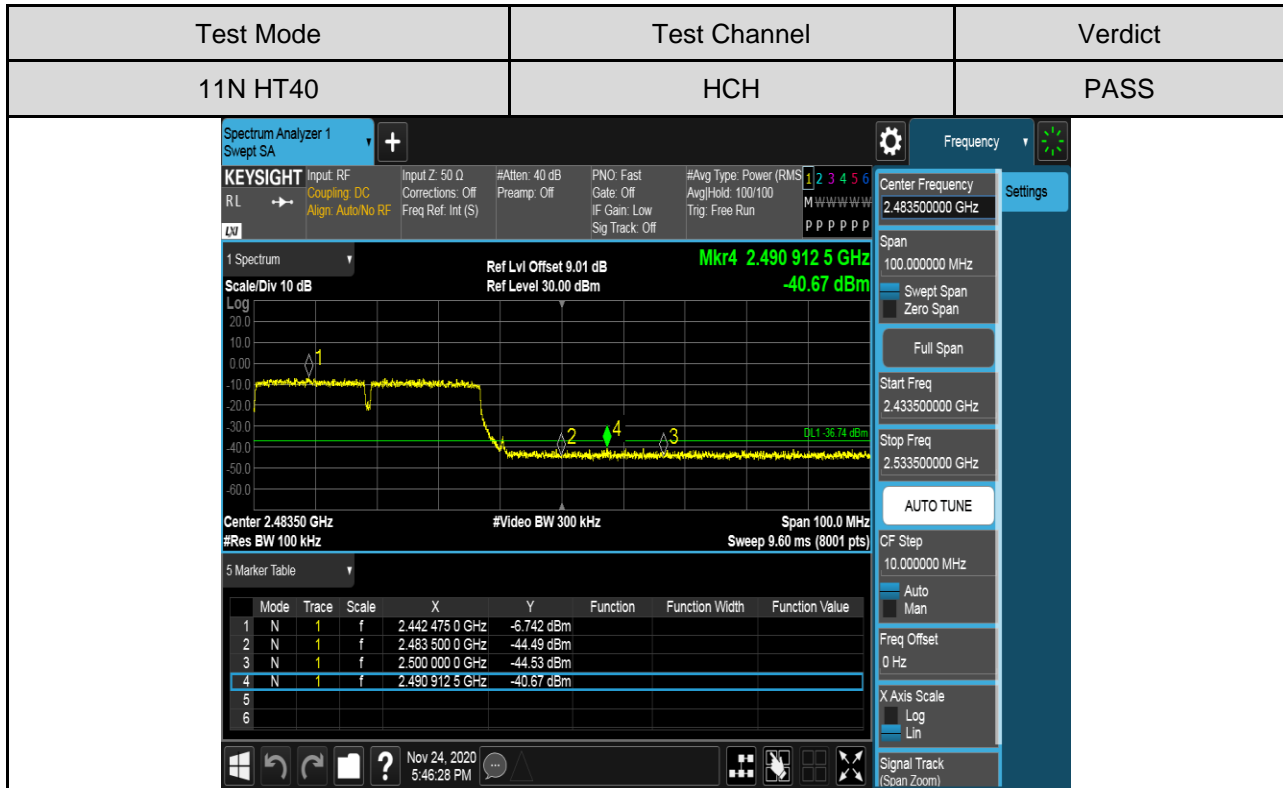 Test Mode Test Channel Verdict
11N HT40 HCH PASS
Spectrum Analyzer 1
Swept SA
+
Frequency
KEYSIGHT
RL
LXI
Input: RF
Coupling: DC
Align: Auto/No RF
Input Z: 50 Ω
Corrections: Off
Freq Ref: Int (S)
#Atten: 40 dB
Preamp: Off
PNO: Fast
Gate: Off
IF Gain: Low
Sig Track: Off
#Avg Type: Power (RMS
Avg|Hold: 100/100
Trig: Free Run
1 2 3 4 5 6
M W W W W W
P P P P P P
1 Spectrum
Scale/Div 10 dB
Ref Lvl Offset 9.01 dB
Ref Level 30.00 dBm
Mkr4 2.490 912 5 GHz
-40.67 dBm
Log
20.0
10.0
0.00
-10.0
-20.0
-30.0
-40.0
-50.0
-60.0
1
2
4
3
DL1 -36.74 dBm
Center 2.48350 GHz #Video BW 300 kHz Span 100.0 MHz
#Res BW 100 kHz Sweep 9.60 ms (8001 pts)
5 Marker Table
Mode Trace Scale X Y Function Function Width Function Value
1 N 1 f 2.442 475 0 GHz -6.742 dBm
2 N 1 f 2.483 500 0 GHz -44.49 dBm
3 N 1 f 2.500 000 0 GHz -44.53 dBm
4 N 1 f 2.490 912 5 GHz -40.67 dBm
5
6
?
Nov 24, 2020
5:46:28 PM
Center Frequency
2.483500000 GHz
Settings
Span
100.000000 MHz
Swept Span
Zero Span
Full Span
Start Freq
2.433500000 GHz
Stop Freq
2.533500000 GHz
AUTO TUNE
CF Step
10.000000 MHz
Auto
Man
Freq Offset
0 Hz
X Axis Scale
Log
Lin
Signal Track
(Span Zoom)